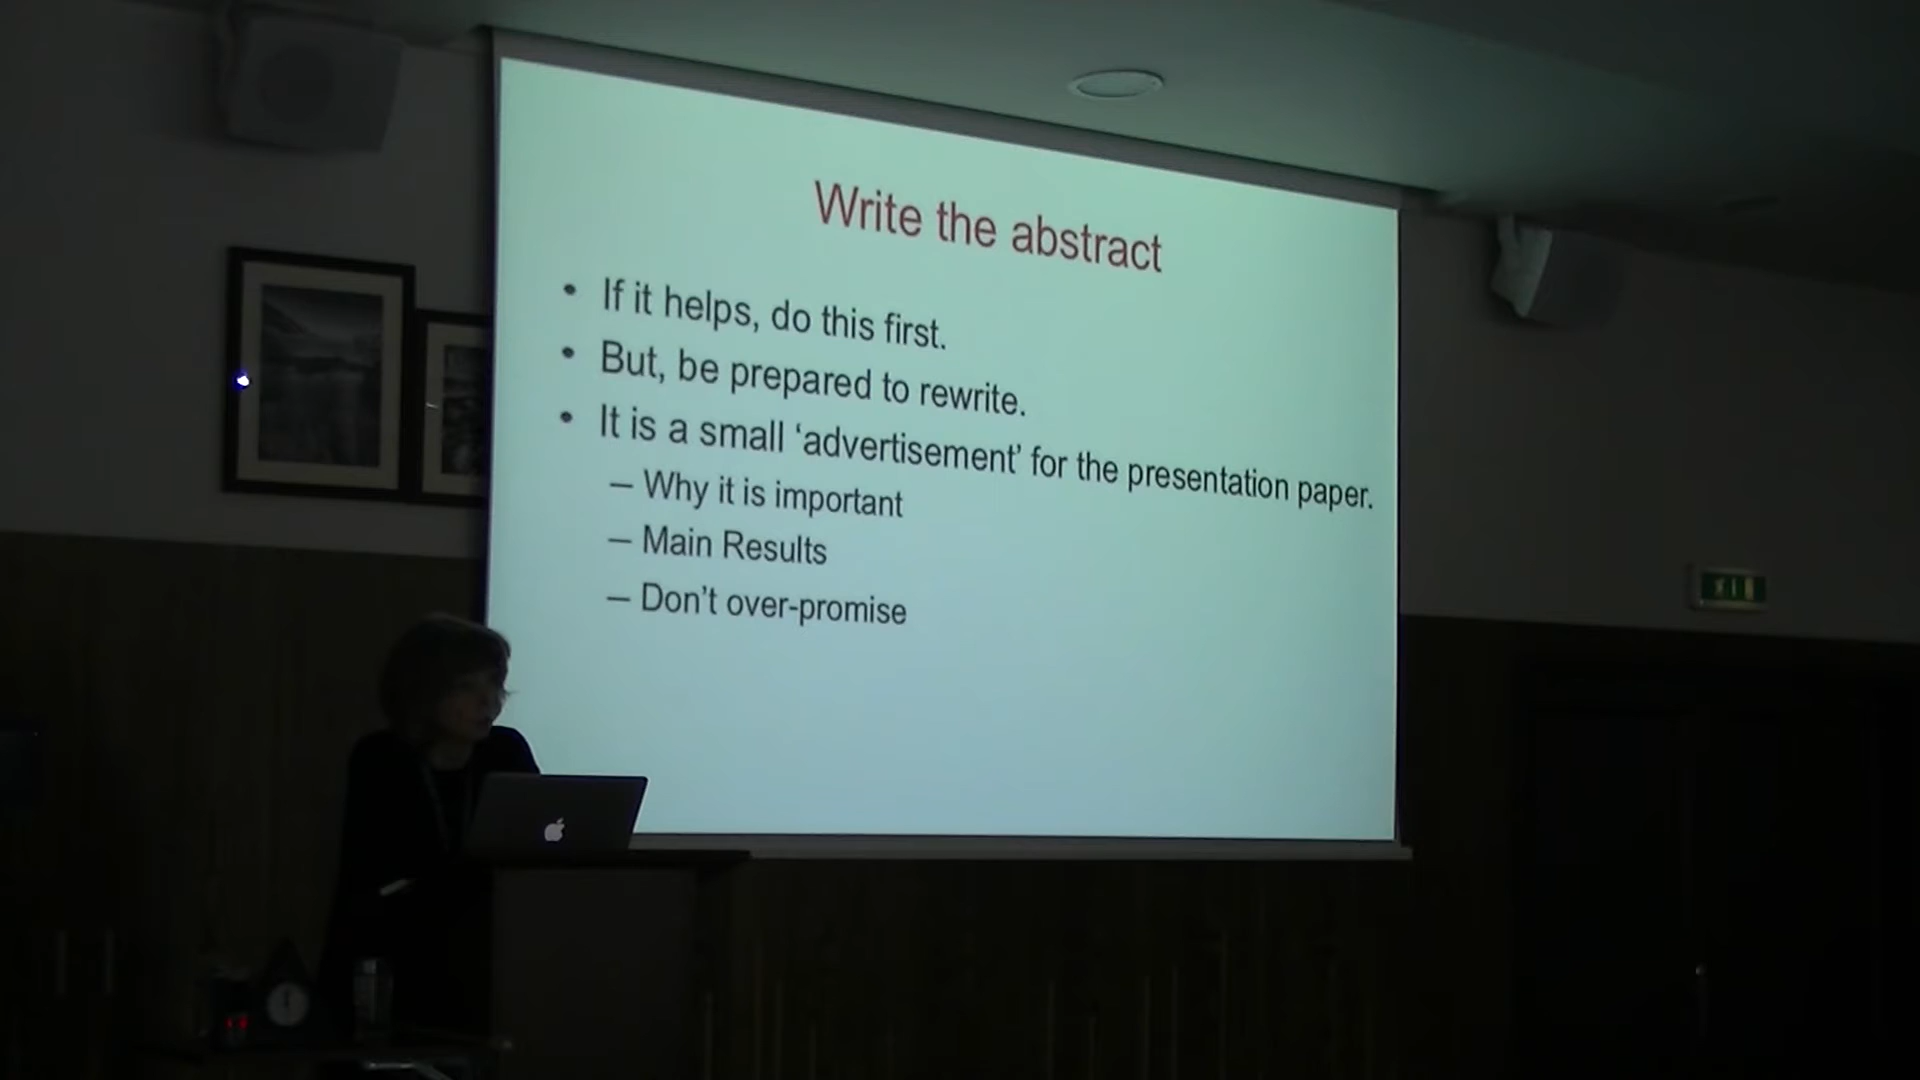 Write the abstract
• If it helps, do this first.
• But, be prepared to rewrite.
• It is a small ‘advertisement’ for the presentation paper.
– Why it is important
– Main Results
– Don’t over-promise